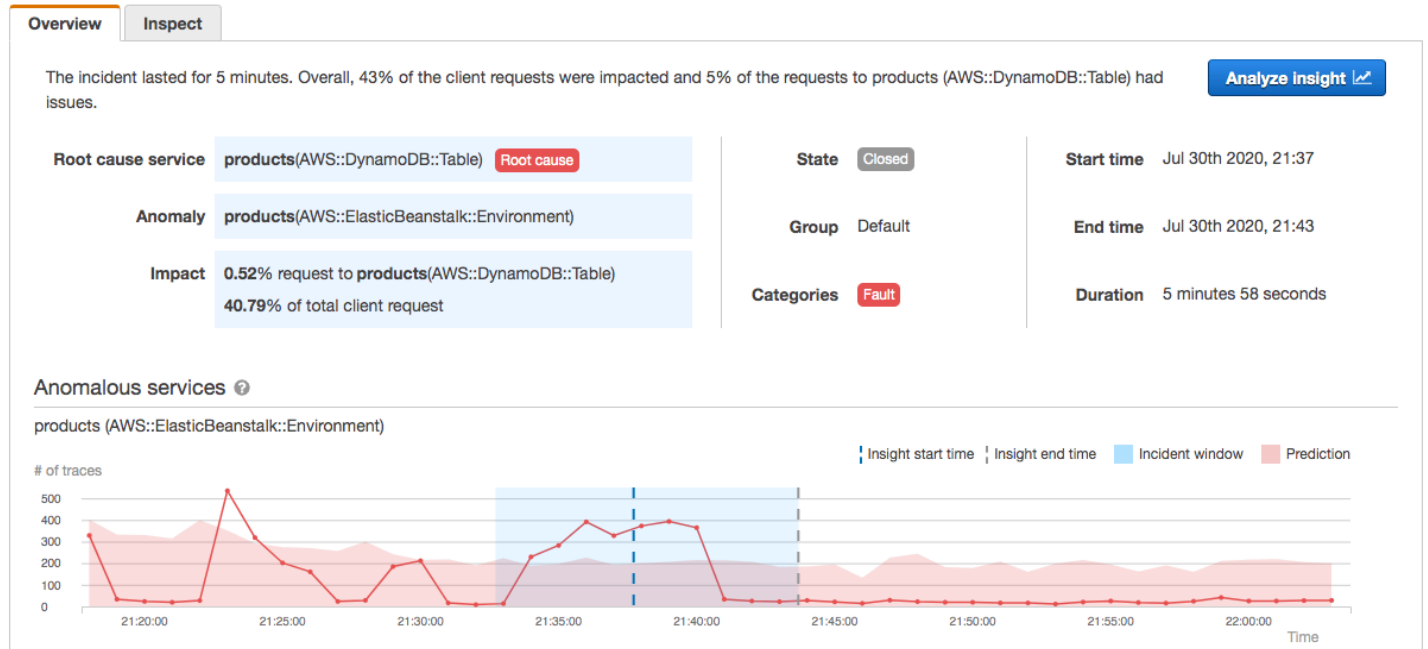 Overview Inspect
The incident lasted for 5 minutes. Overall, 43% of the client requests were impacted and 5% of the requests to products (AWS::DynamoDB::Table) had
issues.
Analyze insight
Root cause service products(AWS::DynamoDB::Table) Root cause
Anomaly products(AWS::ElasticBeanstalk::Environment)
Impact 0.52% request to products(AWS::DynamoDB::Table)
40.79% of total client request
State Closed
Group Default
Categories Fault
Start time Jul 30th 2020, 21:37
End time Jul 30th 2020, 21:43
Duration 5 minutes 58 seconds
Anomalous services ?
products (AWS::ElasticBeanstalk::Environment)
Insight start time Insight end time Incident window Prediction
# of traces
500
400
300
200
100
0
21:20:00 21:25:00 21:30:00 21:35:00 21:40:00 21:45:00 21:50:00 21:55:00 22:00:00
Time